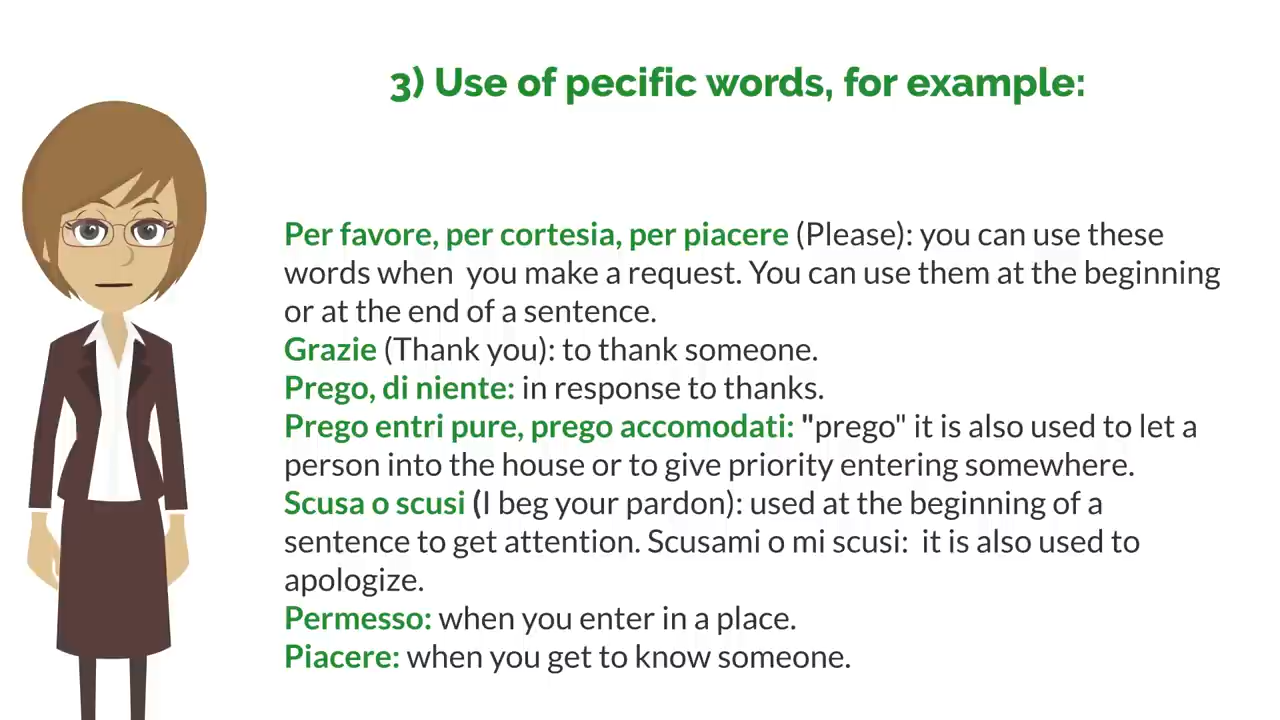 3) Use of pecific words, for example:
Per favore, per cortesia, per piacere (Please): you can use these
words when  you make a request. You can use them at the beginning
or at the end of a sentence.
Grazie (Thank you): to thank someone.
Prego, di niente: in response to thanks.
Prego entri pure, prego accomodati: "prego" it is also used to let a
person into the house or to give priority entering somewhere.
Scusa o scusi (I beg your pardon): used at the beginning of a
sentence to get attention. Scusami o mi scusi:  it is also used to
apologize.
Permesso: when you enter in a place.
Piacere: when you get to know someone.